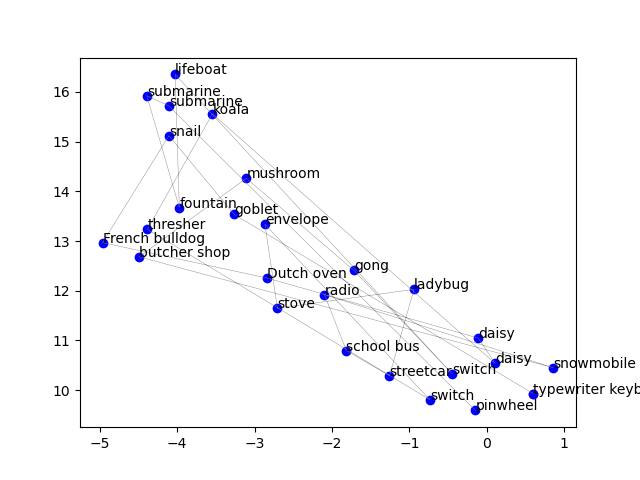 lifeboat
submarine
submarine
koala
snail
mushroom
fountain
goblet
envelope
thresher
French bulldog
butcher shop
Dutch oven
gong
ladybug
radio
stove
daisy
school bus
daisy
snowmobile
streetcar
switch
typewriter keyb
switch
pinwheel
16
15
14
13
12
11
10
−5
−4
−3
−2
−1
0
1